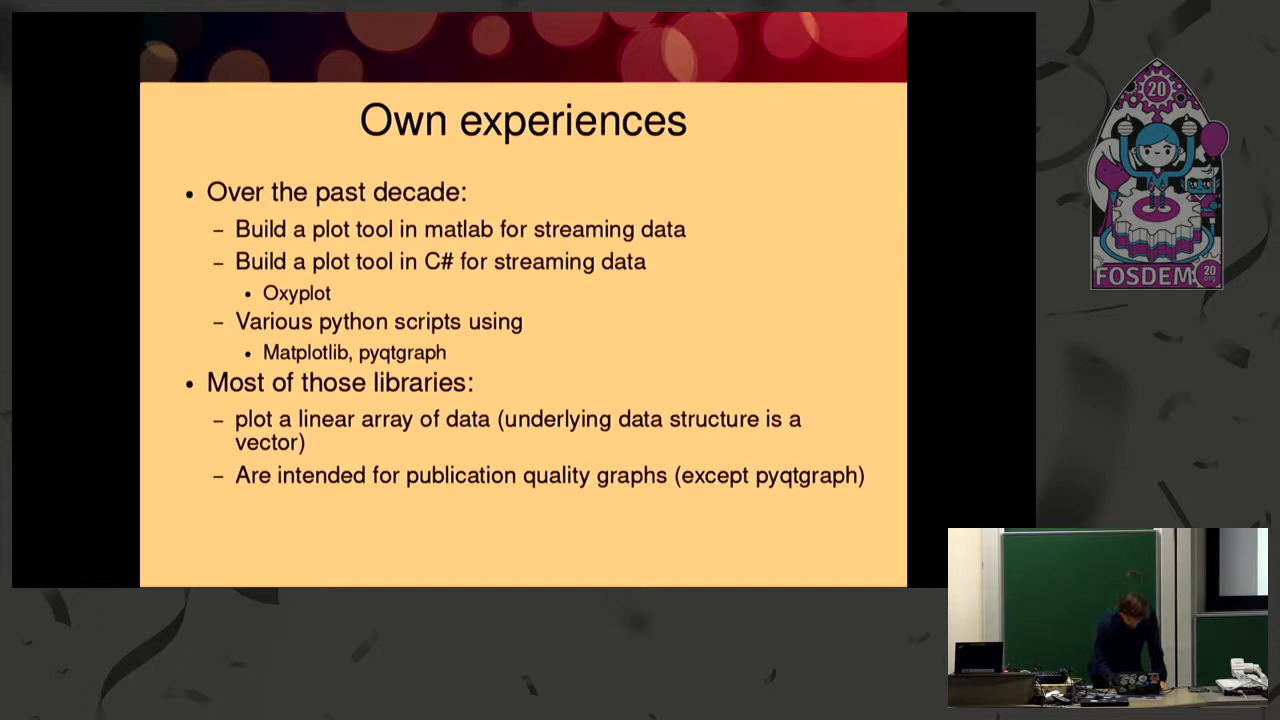 Own experiences
• Over the past decade:
– Build a plot tool in matlab for streaming data
– Build a plot tool in C# for streaming data
• Oxyplot
– Various python scripts using
• Matplotlib, pyqtgraph
• Most of those libraries:
– plot a linear array of data (underlying data structure is a
vector)
– Are intended for publication quality graphs (except pyqtgraph)
20
FOSDEM
20
.org